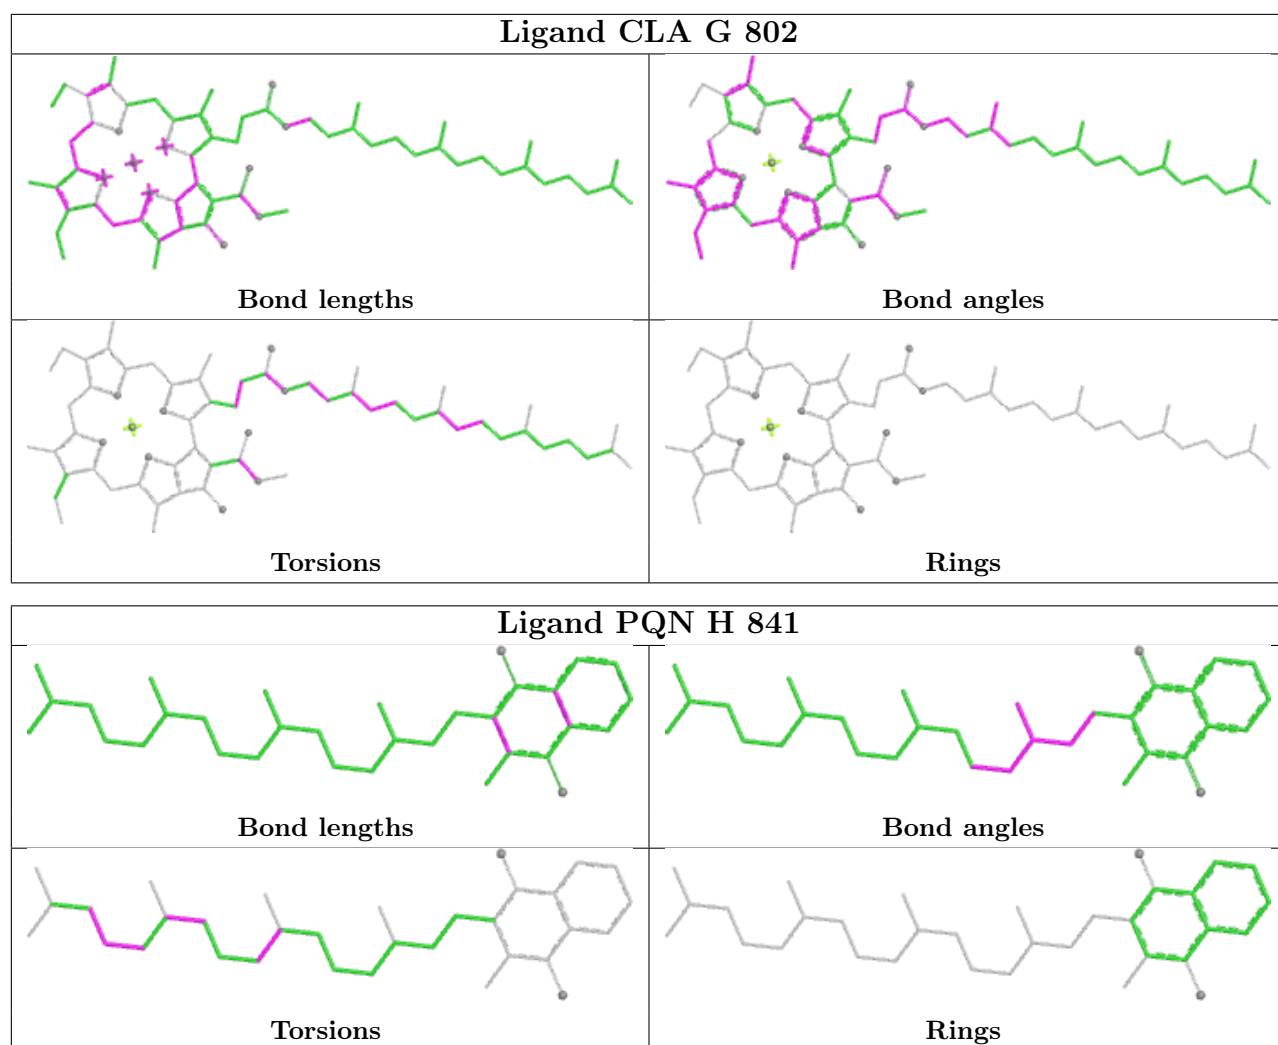 Ligand CLA G 802
Bond lengths
Bond angles
Torsions
Rings
Ligand PQN H 841
Bond lengths
Bond angles
Torsions
Rings